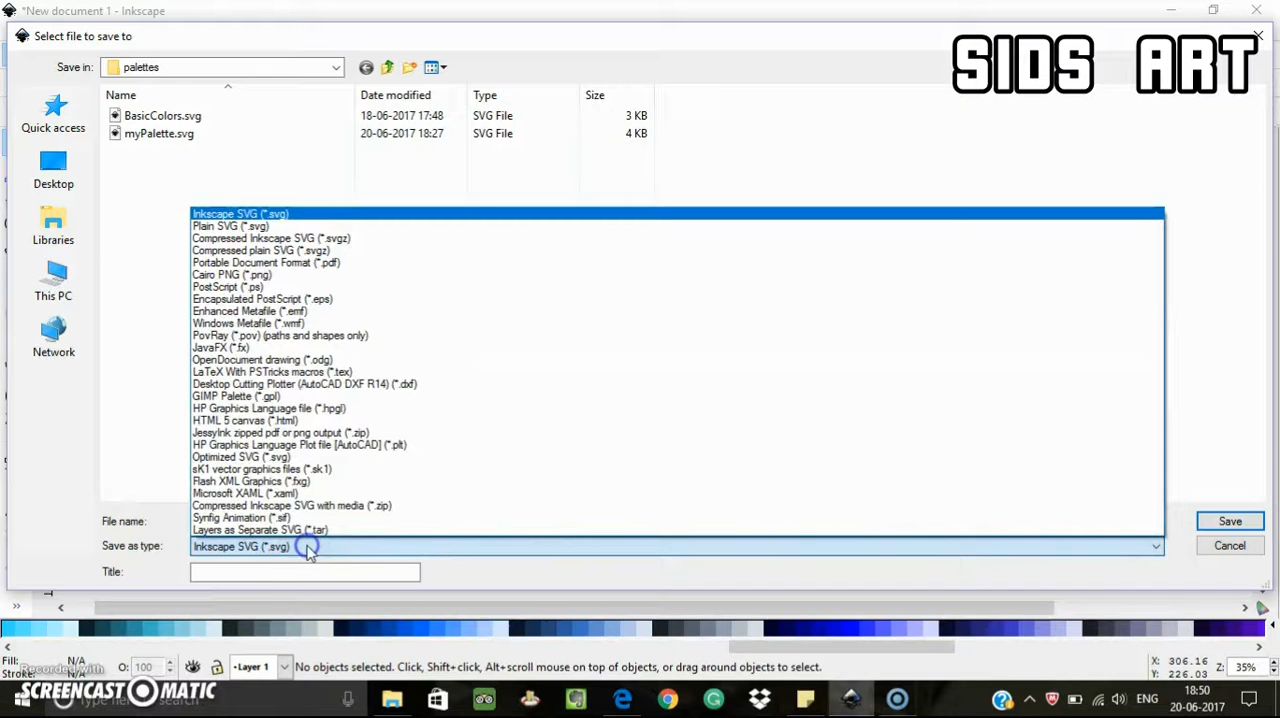 *New document 1 - Inkscape
Select file to save to
SIDS ART
Save in: palettes
Name Date modified Type Size
BasicColors.svg 18-06-2017 17:48 SVG File 3 KB
myPalette.svg 20-06-2017 18:27 SVG File 4 KB
Quick access
Desktop
Libraries
This PC
Network
Inkscape SVG (*.svg)
Plain SVG (*.svg)
Compressed Inkscape SVG (*.svgz)
Compressed plain SVG (*.svgz)
Portable Document Format (*.pdf)
Cairo PNG (*.png)
PostScript (*.ps)
Encapsulated PostScript (*.eps)
Enhanced Metafile (*.emf)
Windows Metafile (*.wmf)
PovRay (*.pov) (paths and shapes only)
JavaFX (*.fx)
OpenDocument drawing (*.odg)
LaTeX With PSTricks macros (*.tex)
Desktop Cutting Plotter (AutoCAD DXF R14) (*.dxf)
GIMP Palette (*.gpl)
HP Graphics Language file (*.hpgl)
HTML 5 canvas (*.html)
JessyInk zipped pdf or png output (*.zip)
HP Graphics Language Plot file [AutoCAD] (*.plt)
Optimized SVG (*.svg)
sK1 vector graphics files (*.sk1)
Flash XML Graphics (*.fxg)
Microsoft XAML (*.xaml)
Compressed Inkscape SVG with media (*.zip)
Synfig Animation (*.sif)
Layers as Separate SVG (*.tar)
File name: Save
Save as type: Inkscape SVG (*.svg) Cancel
Title:
Fill: N/A
Stroke: N/A
O: 100
Layer 1
No objects selected. Click, Shift+click, Alt+scroll mouse on top of objects, or drag around objects to select.
X: 306.16
Y: 226.03
Z: 35%
Recorded with
SCREENCAST O MATIC
ENG
18:50
20-06-2017